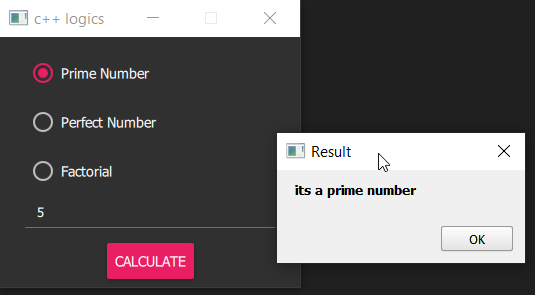 c++ logics
Prime Number
Perfect Number
Factorial
5
CALCULATE
Result
its a prime number
OK